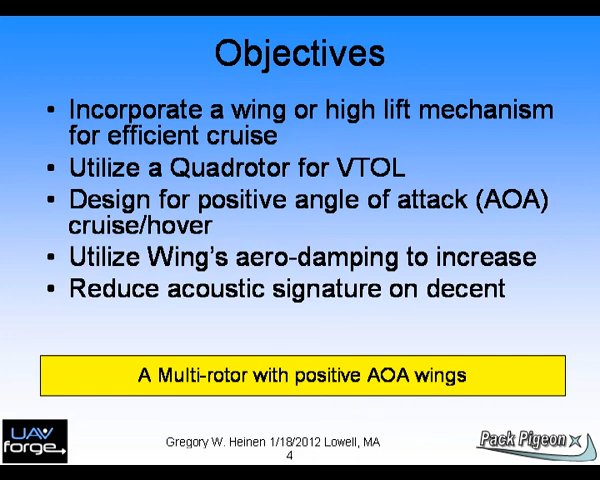 Objectives
• Incorporate a wing or high lift mechanism
for efficient cruise
• Utilize a Quadrotor for VTOL
• Design for positive angle of attack (AOA)
cruise/hover
• Utilize Wing's aero-damping to increase
• Reduce acoustic signature on decent
A Multi-rotor with positive AOA wings
UAV
forge
Gregory W. Heinen 1/18/2012 Lowell, MA
4
Pack Pigeon